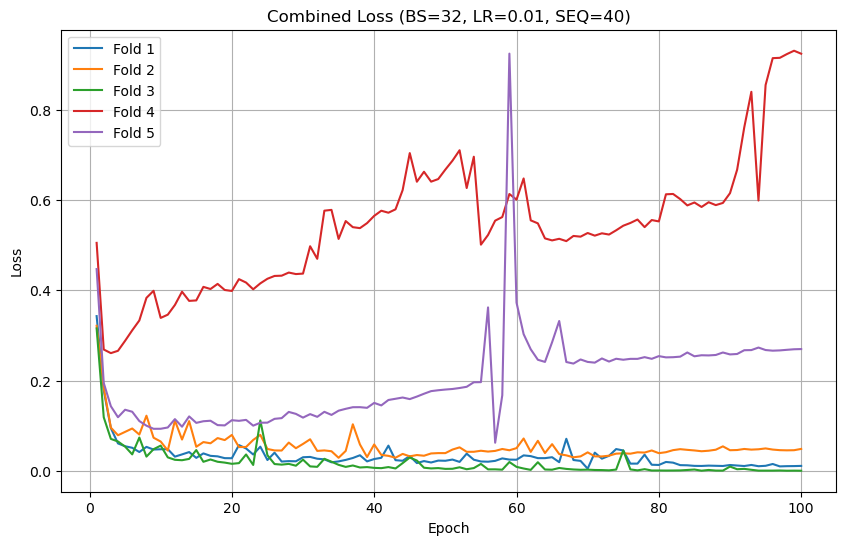 Combined Loss (BS=32, LR=0.01, SEQ=40)
Fold 1
Fold 2
Fold 3
Fold 4
Fold 5
Loss
0.8
0.6
0.4
0.2
0.0
0 20 40 60 80 100
Epoch